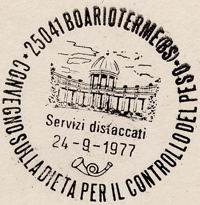 25041 BOARIO TERME (BS) - CONVEGNO SULLA DIETA PER IL CONTROLLO DEL PESO -
Servizi distaccati
24-9-1977